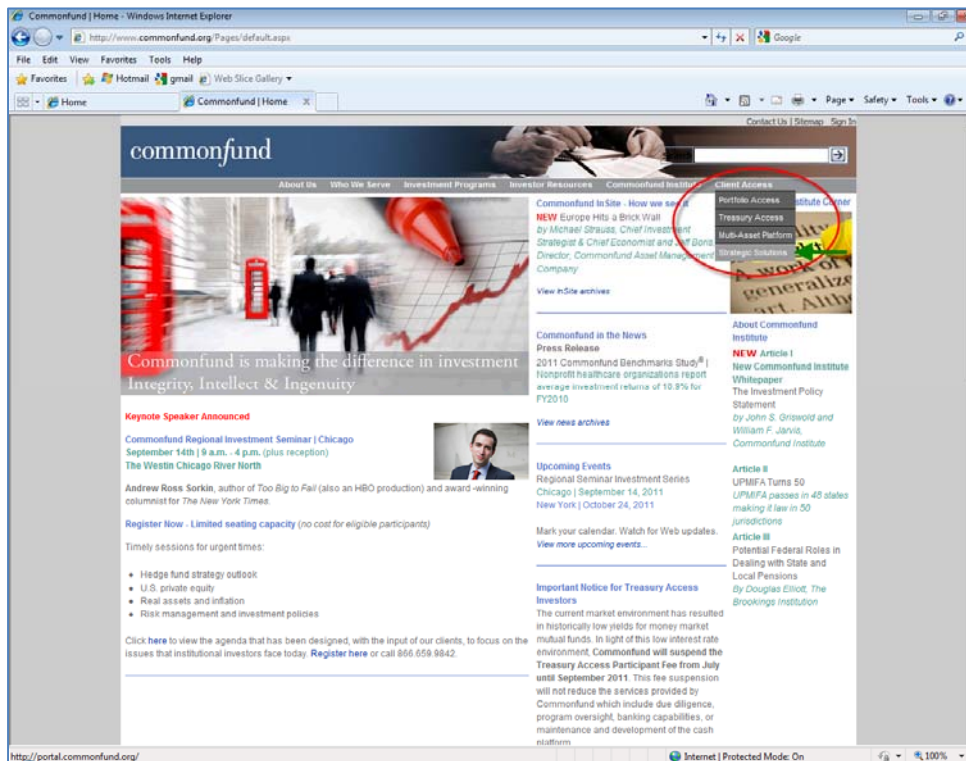 Commonfund | Home - Windows Internet Explorer
http://www.commonfund.org/Pages/default.aspx
Google
File Edit View Favorites Tools Help
Favorites Hotmail gmail Web Slice Gallery
Home Commonfund | Home X Page Safety Tools
Contact Us | Sitemap Sign In
commonfund
About Us Who We Serve Investment Programs Investor Resources Commonfund Institute Client Access
Portfolio Access
Treasury Access
Multi-Asset Platform
Strategic Solutions
Commonfund is making the difference in investment
Integrity, Intellect & Ingenuity
Keynote Speaker Announced
Commonfund Regional Investment Seminar | Chicago
September 14th | 9 a.m. - 4 p.m. (plus reception)
The Westin Chicago River North
Andrew Ross Sorkin, author of Too Big to Fail (also an HBO production) and award -winning
columnist for The New York Times.
Register Now - Limited seating capacity (no cost for eligible participants)
Timely sessions for urgent times:
Hedge fund strategy outlook
U.S. private equity
Real assets and inflation
Risk management and investment policies
Click here to view the agenda that has been designed, with the input of our clients, to focus on the
issues that institutional investors face today. Register here or call 866.659.9842.
Commonfund InSite - How we see it
NEW Europe Hits a Brick Wall
by Michael Strauss, Chief Investment
Strategist & Chief Economist and Jeff Boris,
Director, Commonfund Asset Management
Company
View InSite archives
Commonfund in the News
Press Release
2011 Commonfund Benchmarks Study® |
Nonprofit healthcare organizations report
average investment returns of 10.9% for
FY2010
View news archives
Upcoming Events
Regional Seminar Investment Series
Chicago | September 14, 2011
New York | October 24, 2011
Mark your calendar. Watch for Web updates.
View more upcoming events...
Important Notice for Treasury Access
Investors
The current market environment has resulted
in historically low yields for money market
mutual funds. In light of this low interest rate
environment, Commonfund will suspend the
Treasury Access Participant Fee from July
until September 2011. This fee suspension
will not reduce the services provided by
Commonfund which include due diligence,
program oversight, banking capabilities, or
maintenance and development of the cash
platform
Institute Corner
A work of
generalize
art. Altho
About Commonfund
Institute
NEW Article I
New Commonfund Institute
Whitepaper
The Investment Policy
Statement
by John S. Griswold and
William F. Jarvis,
Commonfund Institute
Article II
UPMIFA Turns 50
UPMIFA passes in 48 states
making it law in 50
jurisdictions
Article III
Potential Federal Roles in
Dealing with State and
Local Pensions
By Douglas Elliott, The
Brookings Institution
http://portal.commonfund.org/ Internet | Protected Mode: On 100%